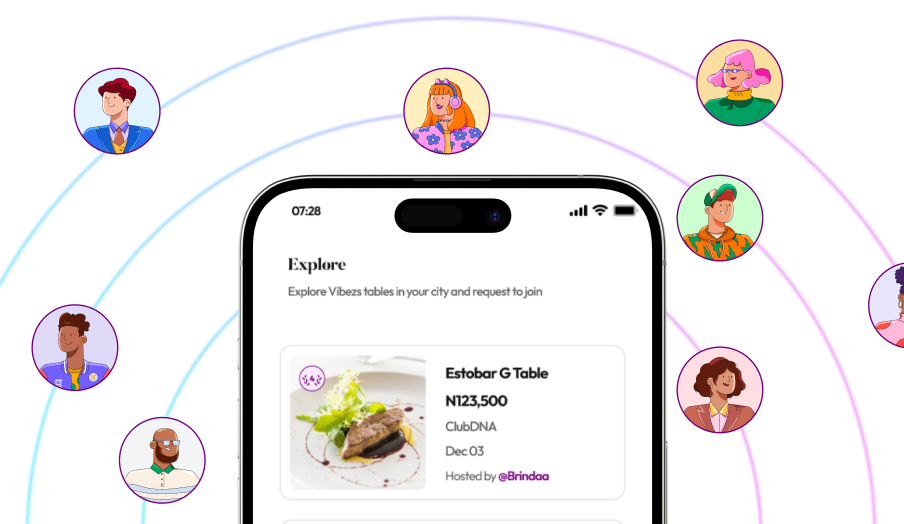 07:28
Explore
Explore Vibezs tables in your city and request to join
Estobar G Table
N123,500
ClubDNA
Dec 03
Hosted by @Brindaa